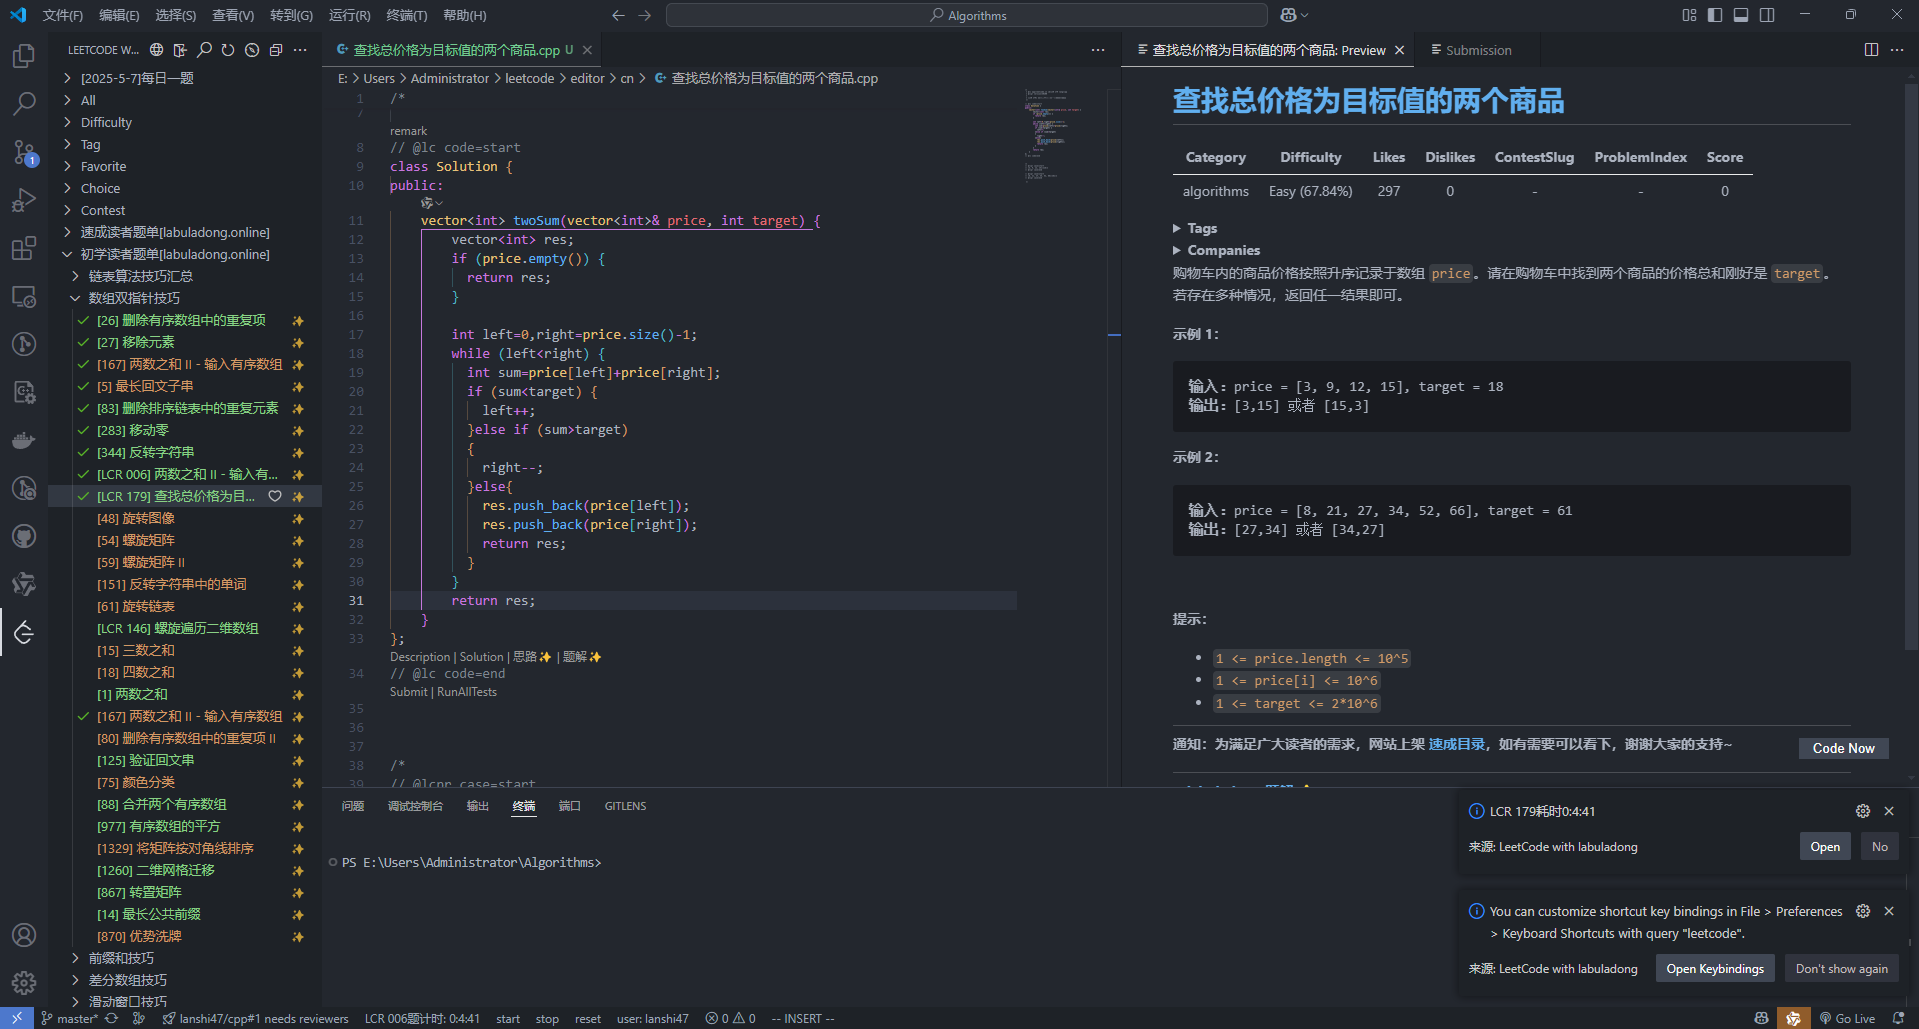 文件(F) 编辑(E) 选择(S) 查看(V) 转到(G) 运行(R) 终端(T) 帮助(H) Algorithms
LEETCODE W...
[2025-5-7]每日一题
All
Difficulty
Tag
Favorite
Choice
Contest
速成读者题单[labuladong.online]
初学读者题单[labuladong.online]
链表算法技巧汇总
数组双指针技巧
[26] 删除有序数组中的重复项
[27] 移除元素
[167] 两数之和 II - 输入有序数组
[5] 最长回文子串
[83] 删除排序链表中的重复元素
[283] 移动零
[344] 反转字符串
[LCR 006] 两数之和 II - 输入有...
[LCR 179] 查找总价格为目...
[48] 旋转图像
[54] 螺旋矩阵
[59] 螺旋矩阵 II
[151] 反转字符串中的单词
[61] 旋转链表
[LCR 146] 螺旋遍历二维数组
[15] 三数之和
[18] 四数之和
[1] 两数之和
[167] 两数之和 II - 输入有序数组
[80] 删除有序数组中的重复项 II
[125] 验证回文串
[75] 颜色分类
[88] 合并两个有序数组
[977] 有序数组的平方
[1329] 将矩阵按对角线排序
[1260] 二维网格迁移
[867] 转置矩阵
[14] 最长公共前缀
[870] 优势洗牌
前缀和技巧
差分数组技巧
滑动窗口技巧
1
查找总价格为目标值的两个商品.cpp U
E: > Users > Administrator > leetcode > editor > cn > 查找总价格为目标值的两个商品.cpp
1 /*
7
remark
8 // @lc code=start
9 class Solution {
10 public:
11 vector<int> twoSum(vector<int>& price, int target) {
12 vector<int> res;
13 if (price.empty()) {
14 return res;
15 }
16
17 int left=0,right=price.size()-1;
18 while (left<right) {
19 int sum=price[left]+price[right];
20 if (sum<target) {
21 left++;
22 }else if (sum>target)
23 {
24 right--;
25 }else{
26 res.push_back(price[left]);
27 res.push_back(price[right]);
28 return res;
29 }
30 }
31 return res;
32 }
33 };
Description | Solution | 思路✨ | 题解✨
34 // @lc code=end
Submit | RunAllTests
35
36
37
38 /*
39 // @lcpr case=start
查找总价格为目标值的两个商品: Preview
Submission
查找总价格为目标值的两个商品
Category Difficulty Likes Dislikes ContestSlug ProblemIndex Score
algorithms Easy (67.84%) 297 0 - - 0
Tags
Companies
购物车内的商品价格按照升序记录于数组 price。请在购物车中找到两个商品的价格总和刚好是 target。
若存在多种情况，返回任一结果即可。
示例 1：
输入：price = [3, 9, 12, 15], target = 18
输出：[3,15] 或者 [15,3]
示例 2：
输入：price = [8, 21, 27, 34, 52, 66], target = 61
输出：[27,34] 或者 [34,27]
提示：
1 <= price.length <= 10^5
1 <= price[i] <= 10^6
1 <= target <= 2*10^6
通知：为满足广大读者的需求，网站上架 速成目录，如有需要可以看下，谢谢大家的支持~
Code Now
问题 调试控制台 输出 终端 端口 GITLENS
PS E:\Users\Administrator\Algorithms>
LCR 179耗时0:4:41
来源: LeetCode with labuladong
Open No
You can customize shortcut key bindings in File > Preferences
> Keyboard Shortcuts with query "leetcode".
来源: LeetCode with labuladong
Open Keybindings Don't show again
master* lanshi47/cpp#1 needs reviewers LCR 006题计时: 0:4:41 start stop reset user: lanshi47 0 0 -- INSERT -- Go Live